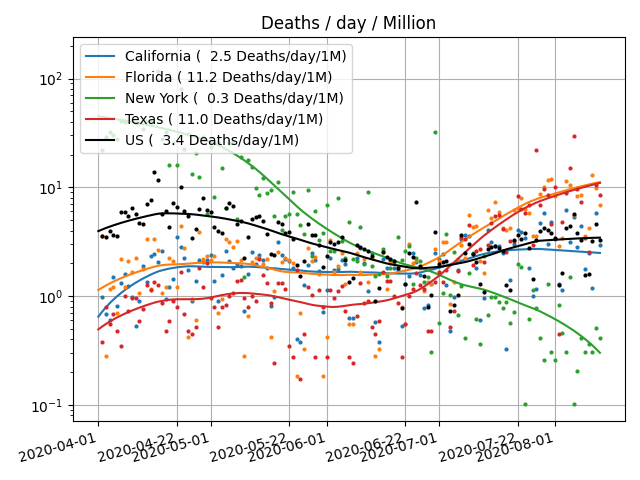 Deaths / day / Million
California (  2.5 Deaths/day/1M)
Florida ( 11.2 Deaths/day/1M)
New York (  0.3 Deaths/day/1M)
Texas ( 11.0 Deaths/day/1M)
US (  3.4 Deaths/day/1M)
10²
10¹
10⁰
10⁻¹
2020-04-01 2020-04-22 2020-05-01 2020-05-22 2020-06-01 2020-06-22 2020-07-01 2020-07-22 2020-08-01